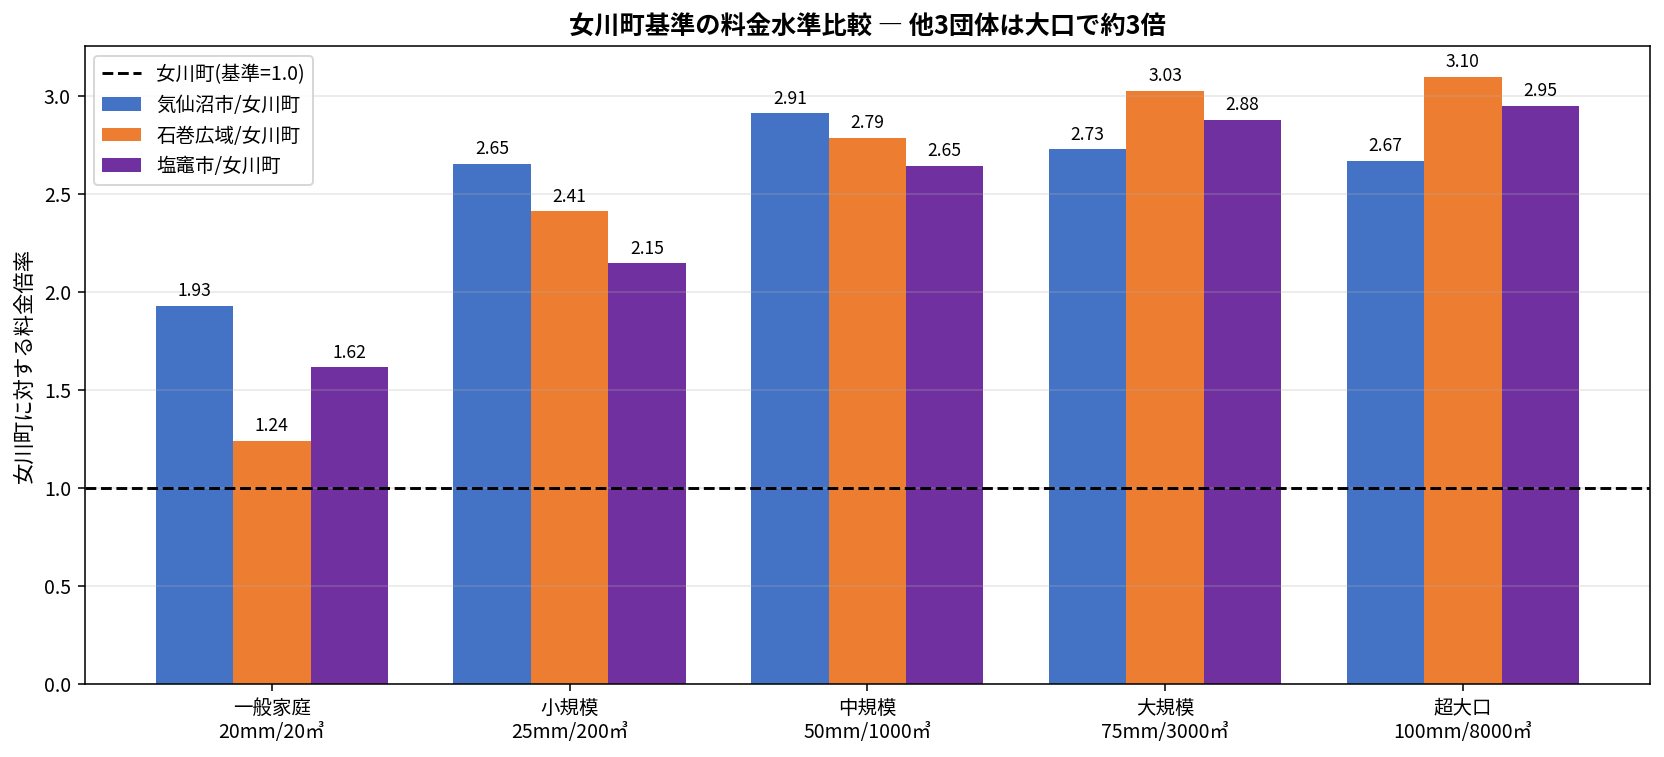 女川町基準の料金水準比較 ― 他3団体は大口で約3倍
女川町(基準=1.0)
気仙沼市/女川町
石巻広域/女川町
塩竈市/女川町
女川町に対する料金倍率
3.0
2.5
2.0
1.5
1.0
0.5
0.0
1.93
1.24
1.62
2.65
2.41
2.15
2.91
2.79
2.65
2.73
3.03
2.88
2.67
3.10
2.95
一般家庭
20mm/20㎥
小規模
25mm/200㎥
中規模
50mm/1000㎥
大規模
75mm/3000㎥
超大口
100mm/8000㎥